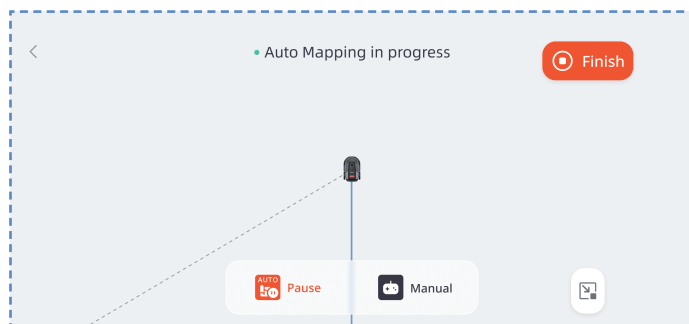 Auto Mapping in progress
Finish
AUTO
Pause
Manual